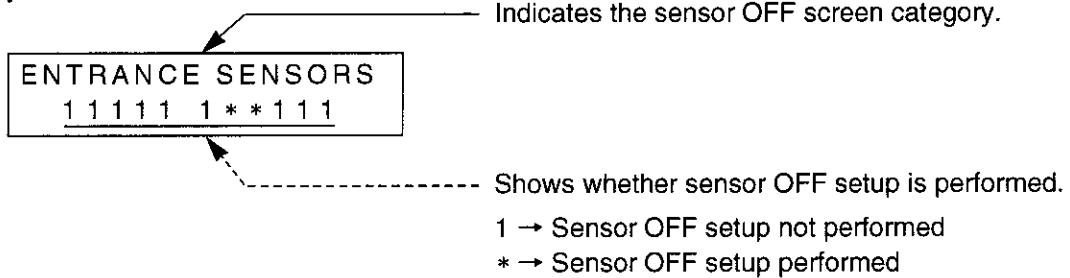 Indicates the sensor OFF screen category.
ENTRANCE SENSORS
11111 1**111
Shows whether sensor OFF setup is performed.
1 → Sensor OFF setup not performed
* → Sensor OFF setup performed